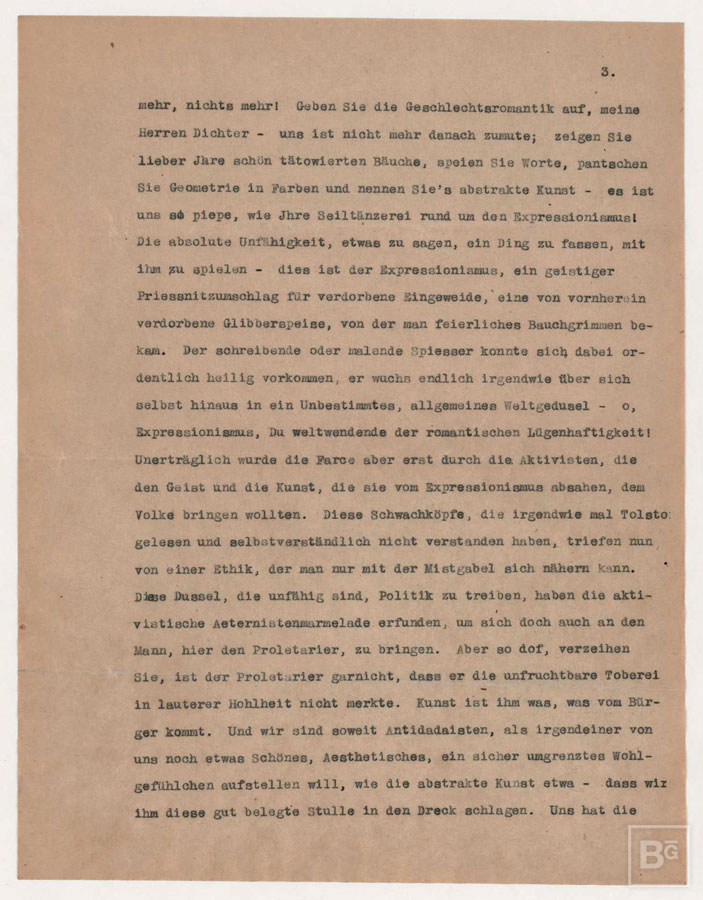 3.
mehr, nichts mehr! Geben Sie die Geschlechtsromantik auf, meine
Herren Dichter - uns ist nicht mehr danach zumute; zeigen Sie
lieber Jhre schön tätowierten Bäuche, speien Sie Worte, pantschen
Sie Geometrie in Farben und nennen Sie's abstrakte Kunst - es ist
uns so piepe, wie Jhre Seiltänzerei rund um den Expressionismus!
Die absolute Unfähigkeit, etwas zu sagen, ein Ding zu fassen, mit
ihm zu spielen - dies ist der Expressionismus, ein geistiger
Priessnitzumschlag für verdorbene Eingeweide, eine von vornherein
verdorbene Glibberspeise, von der man feierliches Bauchgrimmen be-
kam. Der schreibende oder malende Spiesser konnte sich dabei or-
dentlich heilig vorkommen, er wuchs endlich irgendwie über sich
selbst hinaus in ein Unbestimmtes, allgemeines Weltgedusel - o,
Expressionismus, Du weltwendende der romantischen Lügenhaftigkeit!
Unerträglich wurde die Farce aber erst durch die Aktivisten, die
den Geist und die Kunst, die sie vom Expressionismus absahen, dem
Volke bringen wollten. Diese Schwachköpfe, die irgendwie mal Tolsto
gelesen und selbstverständlich nicht verstanden haben, triefen nun
von einer Ethik, der man nur mit der Mistgabel sich nähern kann.
Diese Dussel, die unfähig sind, Politik zu treiben, haben die akti-
vistische Aeternistenmarmelade erfunden, um sich doch auch an den
Mann, hier den Proletarier, zu bringen. Aber so dof, verzeihen
Sie, ist der Proletarier garnicht, dass er die unfruchtbare Toberei
in lauterer Hohlheit nicht merkte. Kunst ist ihm was, was vom Bür-
ger kommt. Und wir sind soweit Antidadaisten, als irgendeiner von
uns noch etwas Schönes, Aesthetisches, ein sicher umgrenztes Wohl-
gefühlchen aufstellen will, wie die abstrakte Kunst etwa - dass wir
ihm diese gut belegte Stulle in den Dreck schlagen. Uns hat die
BG